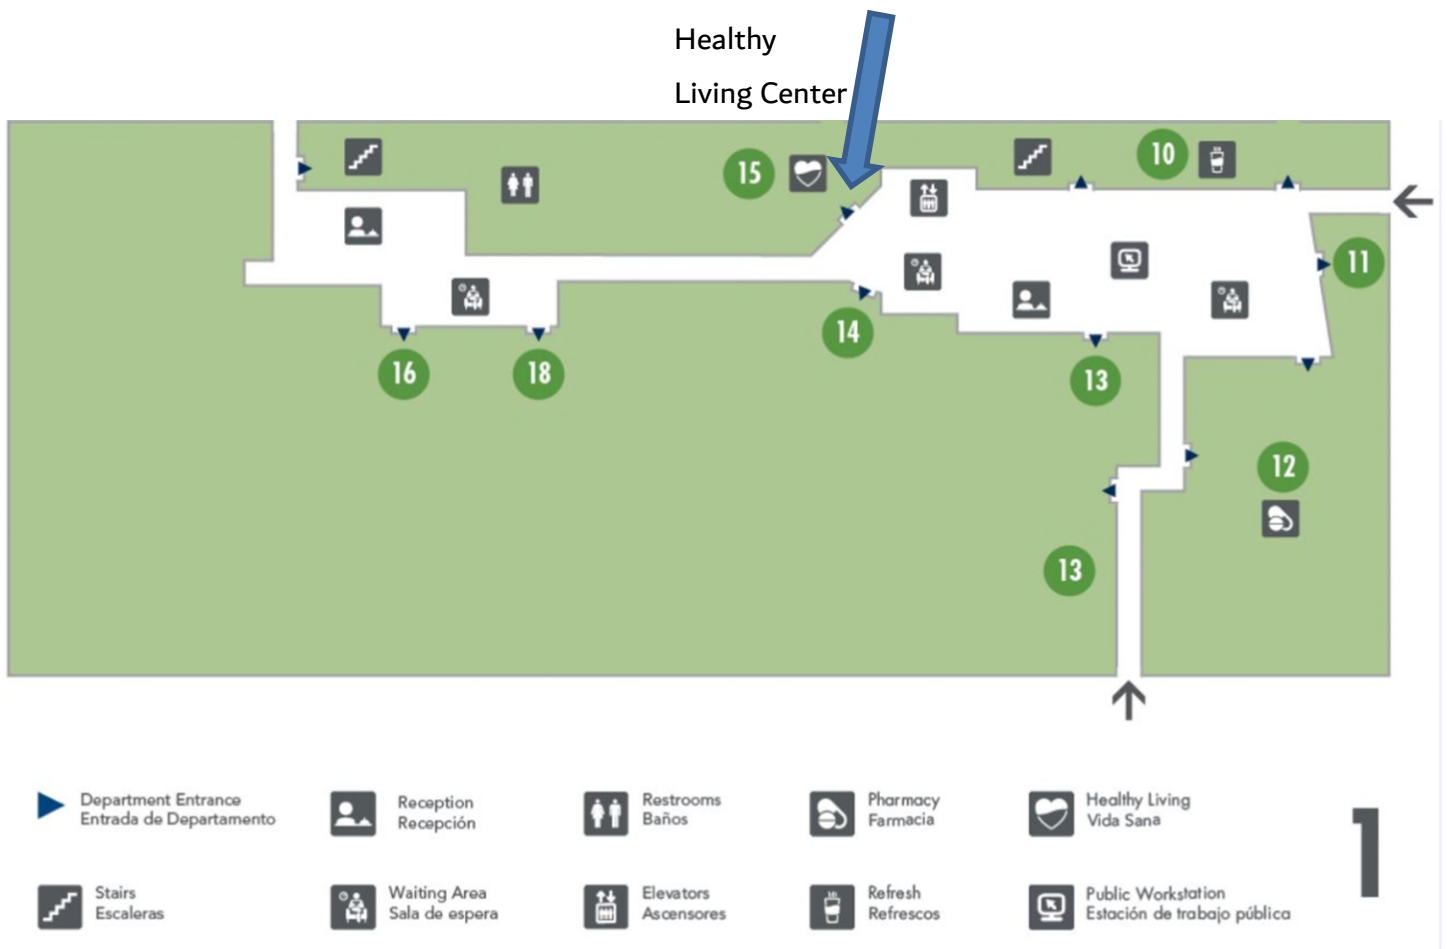 Healthy
Living Center
15
10
11
14
16
18
13
12
13
Department Entrance
Entrada de Departamento
Reception
Recepción
Restrooms
Baños
Pharmacy
Farmacia
Healthy Living
Vida Sana
1
Stairs
Escaleras
Waiting Area
Sala de espera
Elevators
Ascensores
Refresh
Refrescos
Public Workstation
Estación de trabajo pública